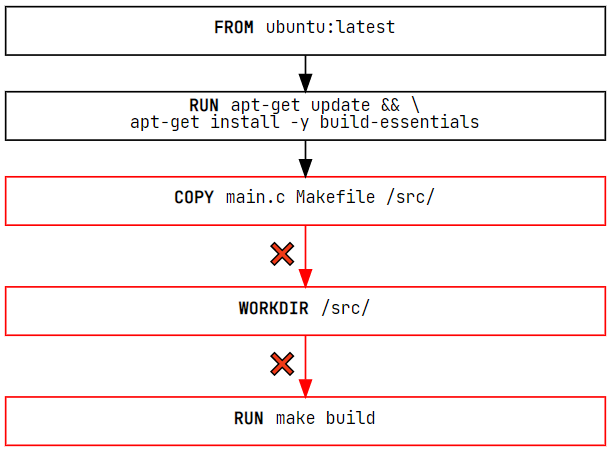 FROM ubuntu:latest
RUN apt-get update && \
apt-get install -y build-essentials
COPY main.c Makefile /src/
WORKDIR /src/
RUN make build